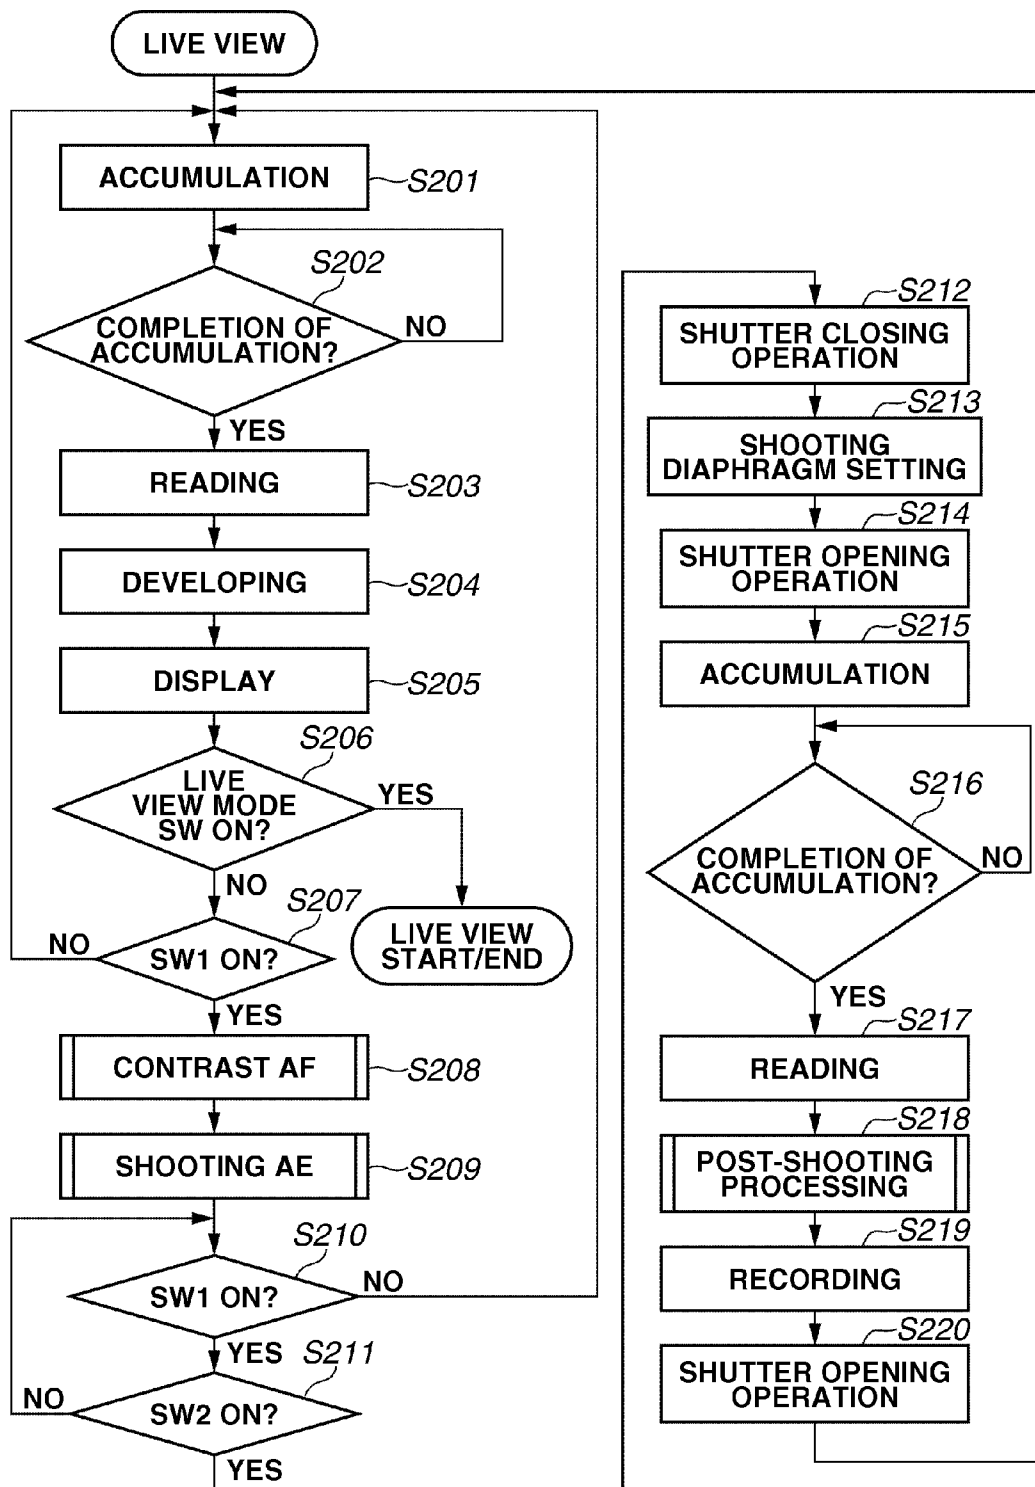 LIVE VIEW
ACCUMULATION
S201
S202
COMPLETION OF
ACCUMULATION?
NO
YES
READING
S203
DEVELOPING
S204
DISPLAY
S205
S206
LIVE
VIEW MODE
SW ON?
YES
NO
S207
NO
SW1 ON?
LIVE VIEW
START/END
YES
CONTRAST AF
S208
SHOOTING AE
S209
S210
SW1 ON?
NO
YES
S211
NO
SW2 ON?
YES
S212
SHUTTER CLOSING
OPERATION
S213
SHOOTING
DIAPHRAGM SETTING
S214
SHUTTER OPENING
OPERATION
S215
ACCUMULATION
S216
COMPLETION OF
ACCUMULATION?
NO
YES
S217
READING
S218
POST-SHOOTING
PROCESSING
S219
RECORDING
S220
SHUTTER OPENING
OPERATION